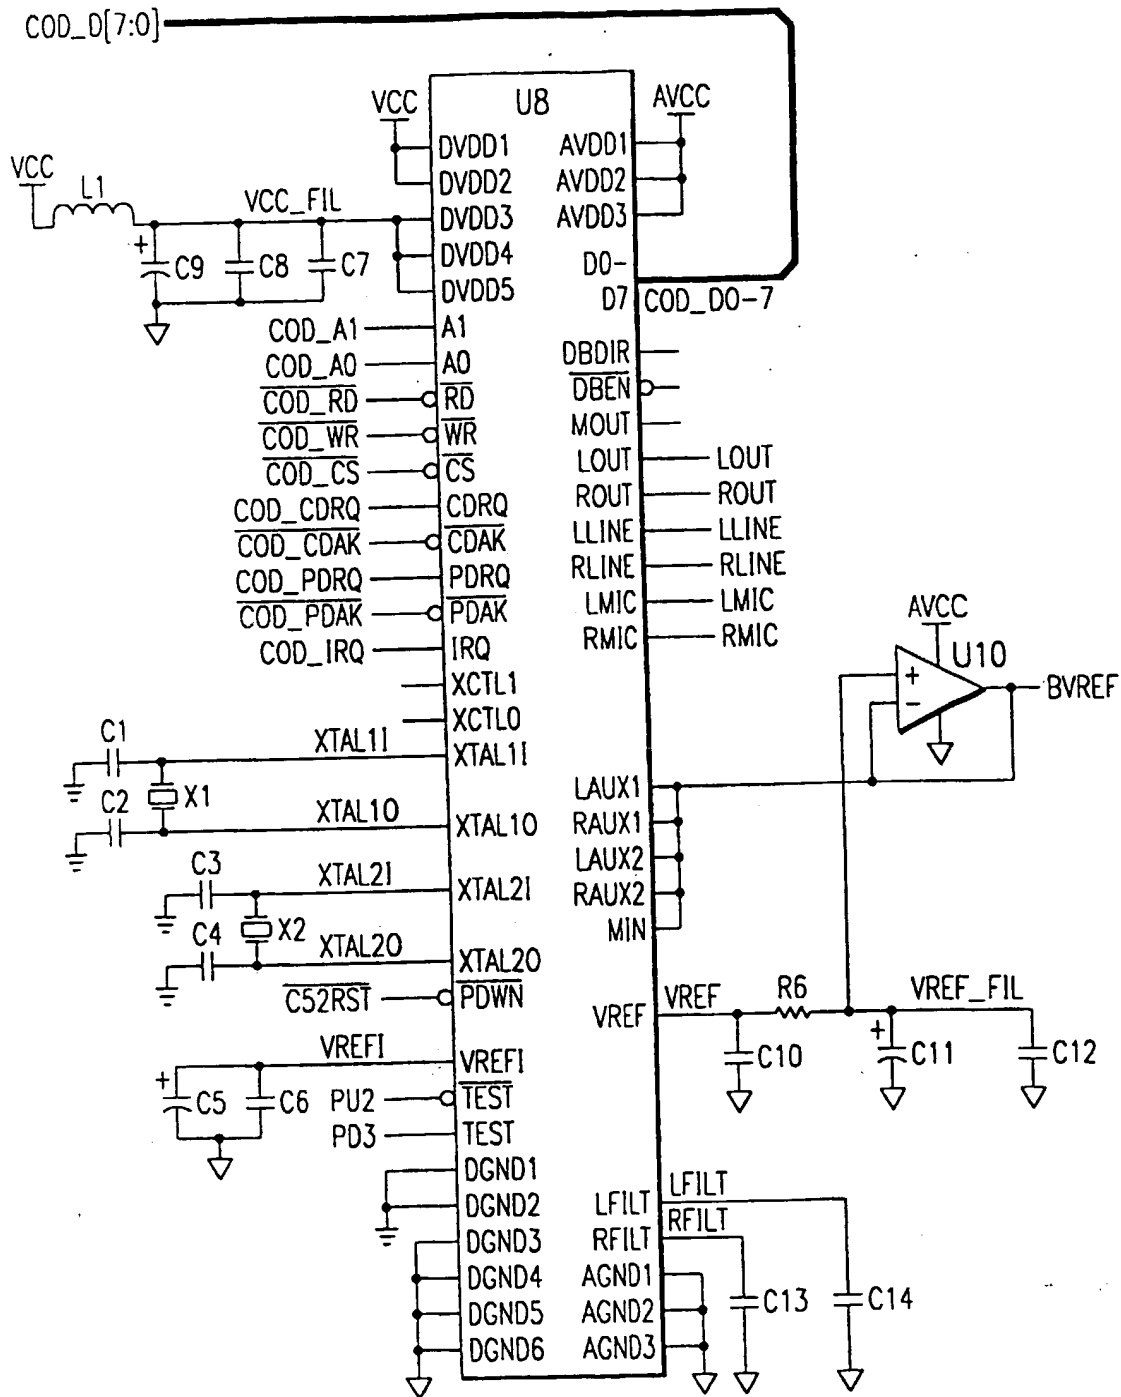 COD_D[7:0]
U8
VCC
AVCC
DVDD1
AVDD1
VCC
L1
DVDD2
AVDD2
VCC_FIL
DVDD3
AVDD3
+
C9
C8
C7
DVDD4
D0-
DVDD5
D7
COD_D0-7
COD_A1
A1
DBDIR
COD_A0
A0
DBEN
COD_RD
RD
MOUT
COD_WR
WR
LOUT
LOUT
COD_CS
CS
ROUT
ROUT
COD_CDRQ
CDRQ
LLINE
LLINE
COD_CDAK
CDAK
RLINE
RLINE
COD_PDRQ
PDRQ
LMIC
LMIC
COD_PDAK
PDAK
RMIC
RMIC
COD_IRQ
IRQ
AVCC
U10
+
-
BVREF
XCTL1
XCTL0
C1
XTAL1I
XTAL1I
X1
C2
XTAL1O
XTAL1O
LAUX1
RAUX1
C3
XTAL2I
XTAL2I
LAUX2
RAUX2
X2
C4
XTAL2O
XTAL2O
MIN
C52RST
PDWN
VREF
VREF
R6
VREF_FIL
+
C10
C11
C12
VREFI
VREFI
+
C5
C6
PU2
TEST
PD3
TEST
DGND1
DGND2
LFILT
LFILT
DGND3
RFILT
RFILT
DGND4
AGND1
C13
C14
DGND5
AGND2
DGND6
AGND3